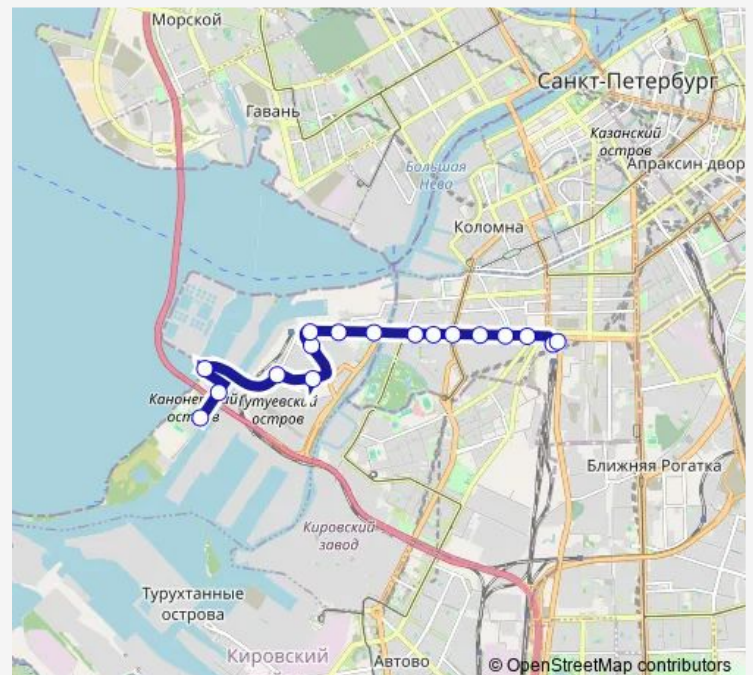 Морской
Санкт-Петербург
Гавань
Казанский
остров
Апраксин двор
Большая
Нева
Коломна
Гутуевский
остров
Ближняя Рогатка
Кировский
завод
Турухтанные
острова
Кировский
Автово
© OpenStreetMap contributors